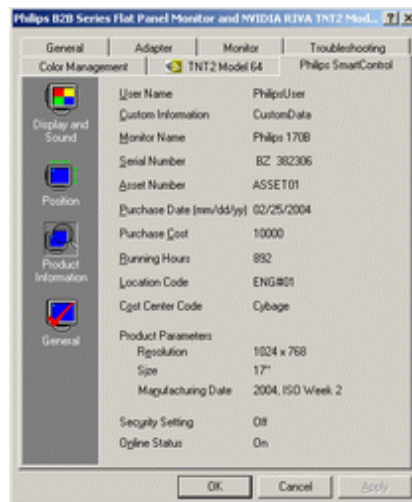 Philips B2B Series Flat Panel Monitor and NVIDIA RIVA TNT2 Mod...
General Adapter Monitor Troubleshooting
Color Management TNT2 Model 64 Philips SmartControl
Display and Sound
Position
Product Information
General
User Name PhilipsUser
Custom Information CustomData
Monitor Name Philips 170B
Serial Number BZ 382306
Asset Number ASSET01
Purchase Date (mm/dd/yy) 02/25/2004
Purchase Cost 10000
Running Hours 892
Location Code ENG#01
Cost Center Code Cybage
Product Parameters
Resolution 1024 x 768
Size 17"
Manufacturing Date 2004, ISO Week 2
Security Setting Off
Online Status On
OK Cancel Apply